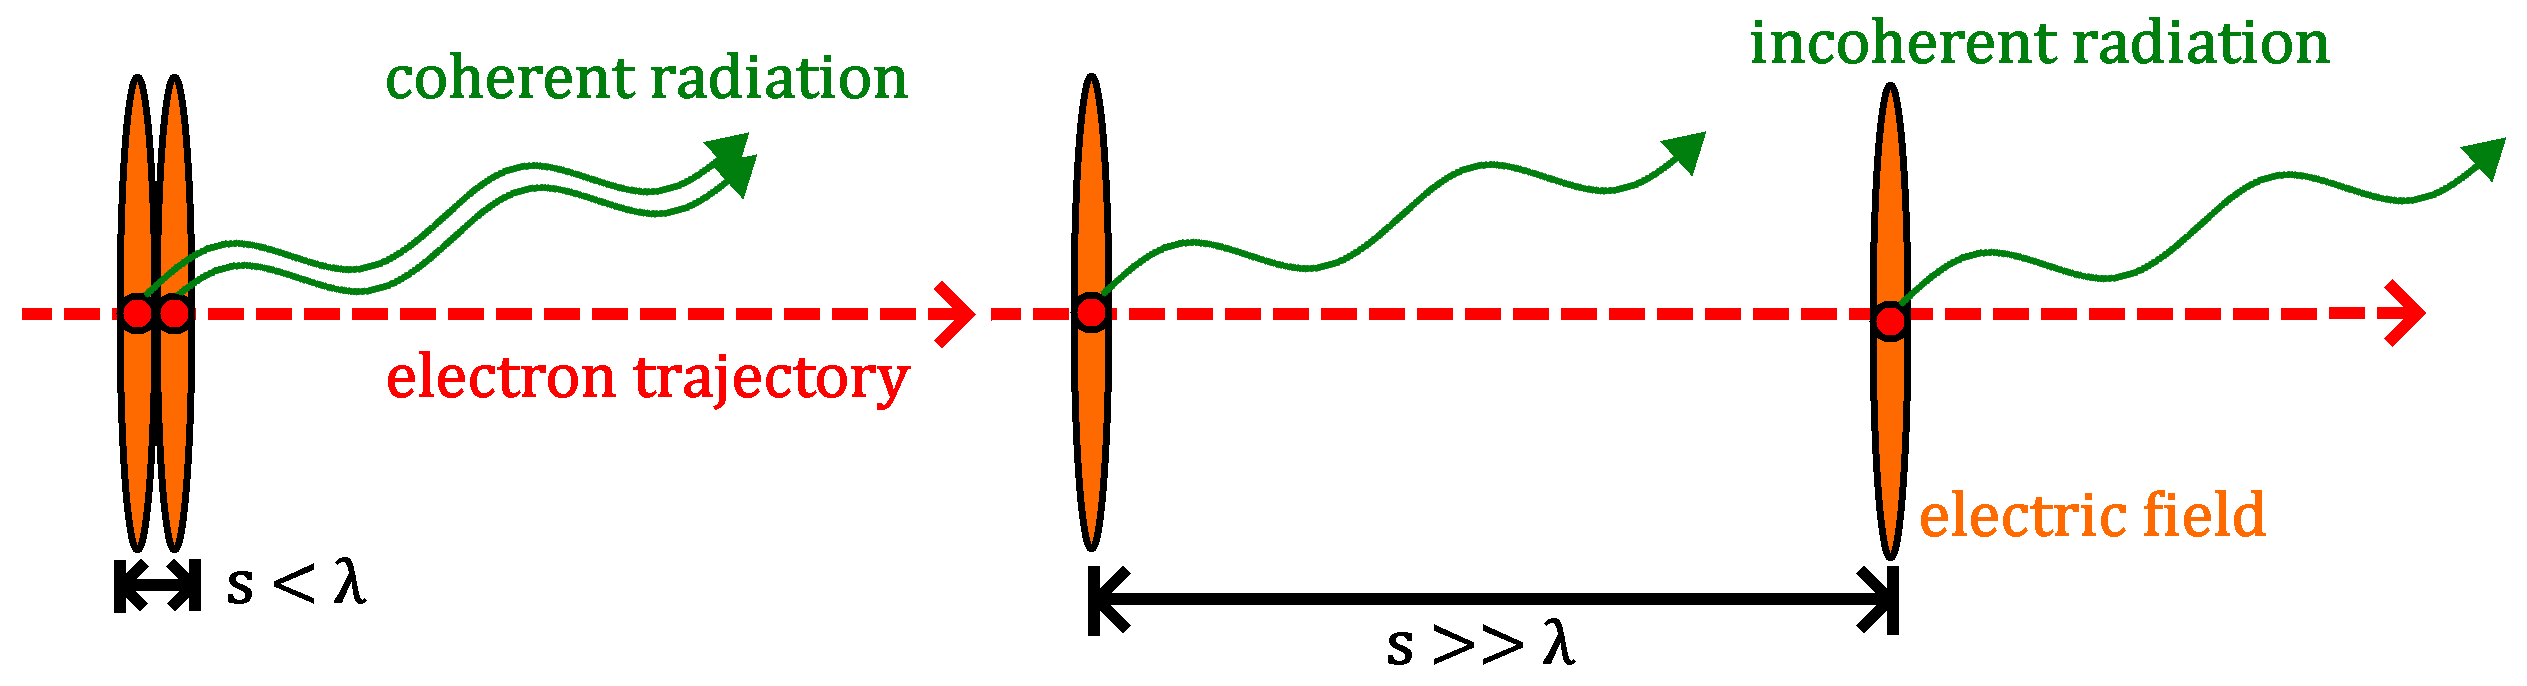 coherent radiation
incoherent radiation
electron trajectory
electric field
s < λ
s >> λ